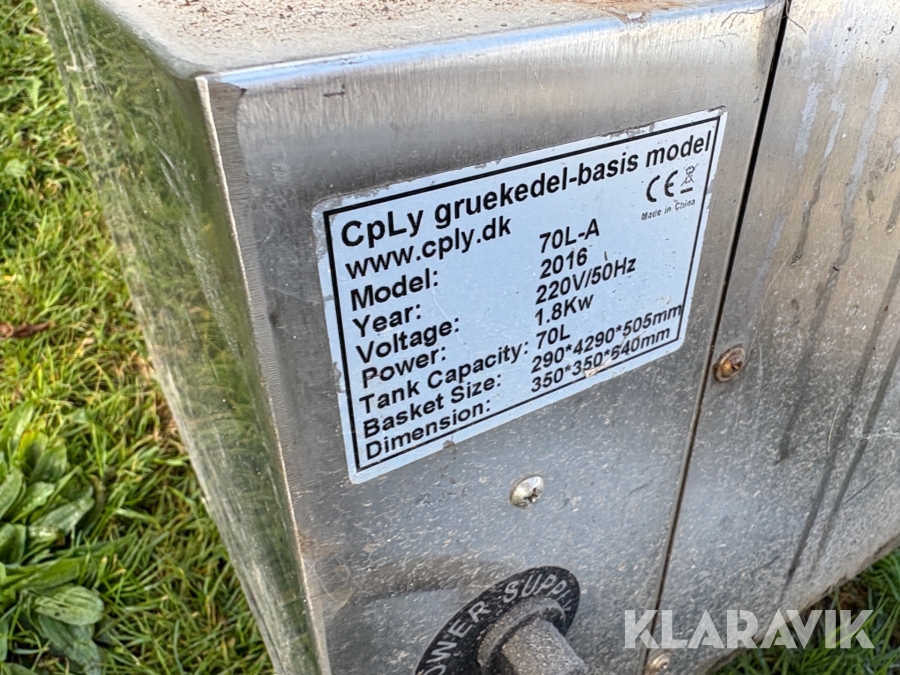 CpLy gruekedel-basis model
www.cply.dk
CE
Made in China
Model: 70L-A
Year: 2016
Voltage: 220V/50Hz
Power: 1.8Kw
Tank Capacity: 70L
Basket Size: 290*4290*505mm
Dimension: 350*350*640mm
POWER SUPPLY
KLARAVIK